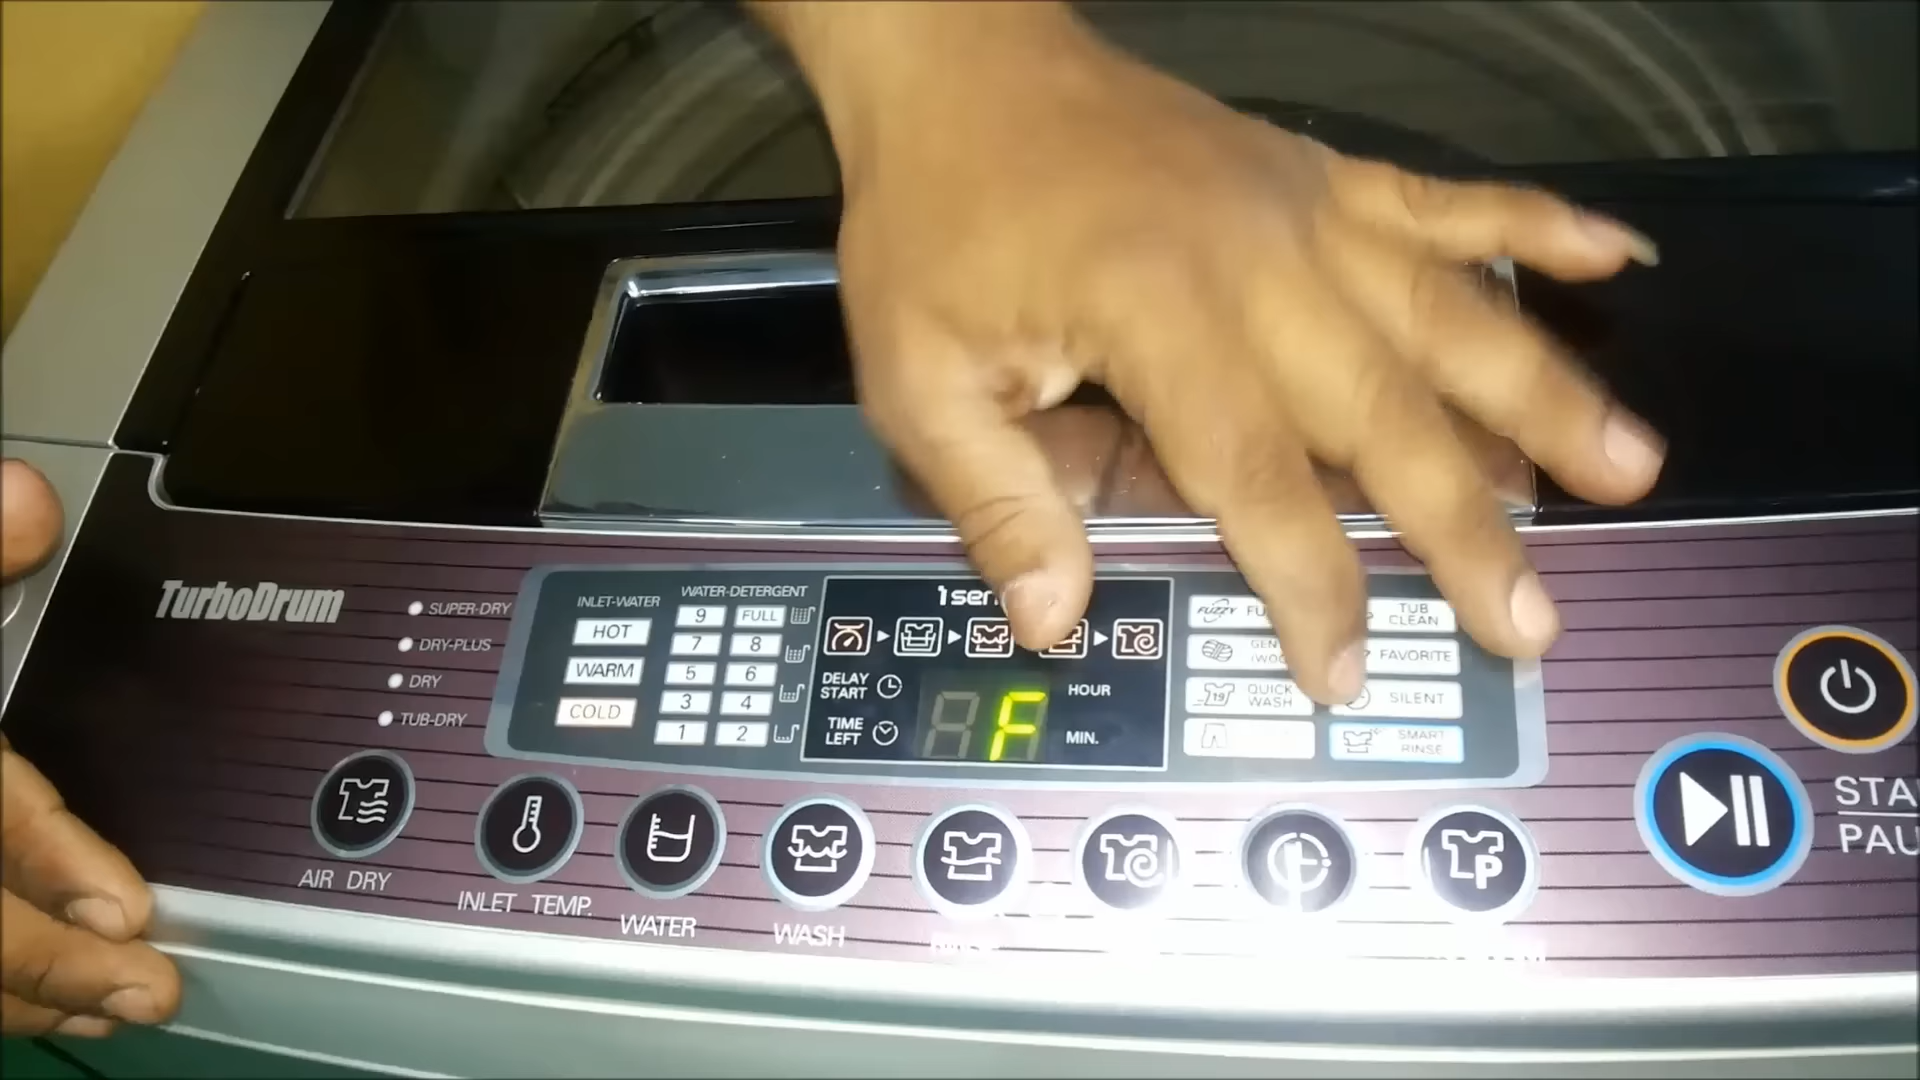 TurboDrum
SUPER-DRY
DRY-PLUS
DRY
TUB-DRY
INLET-WATER
HOT
WARM
COLD
WATER-DETERGENT
9 FULL
7 8
5 6
3 4
1 2
DELAY
START
TIME
LEFT
F
HOUR
MIN.
FUZZY
QUICK
WASH
19
TUB
CLEAN
FAVORITE
SILENT
SMART
RINSE
AIR DRY
INLET TEMP.
WATER
WASH
P